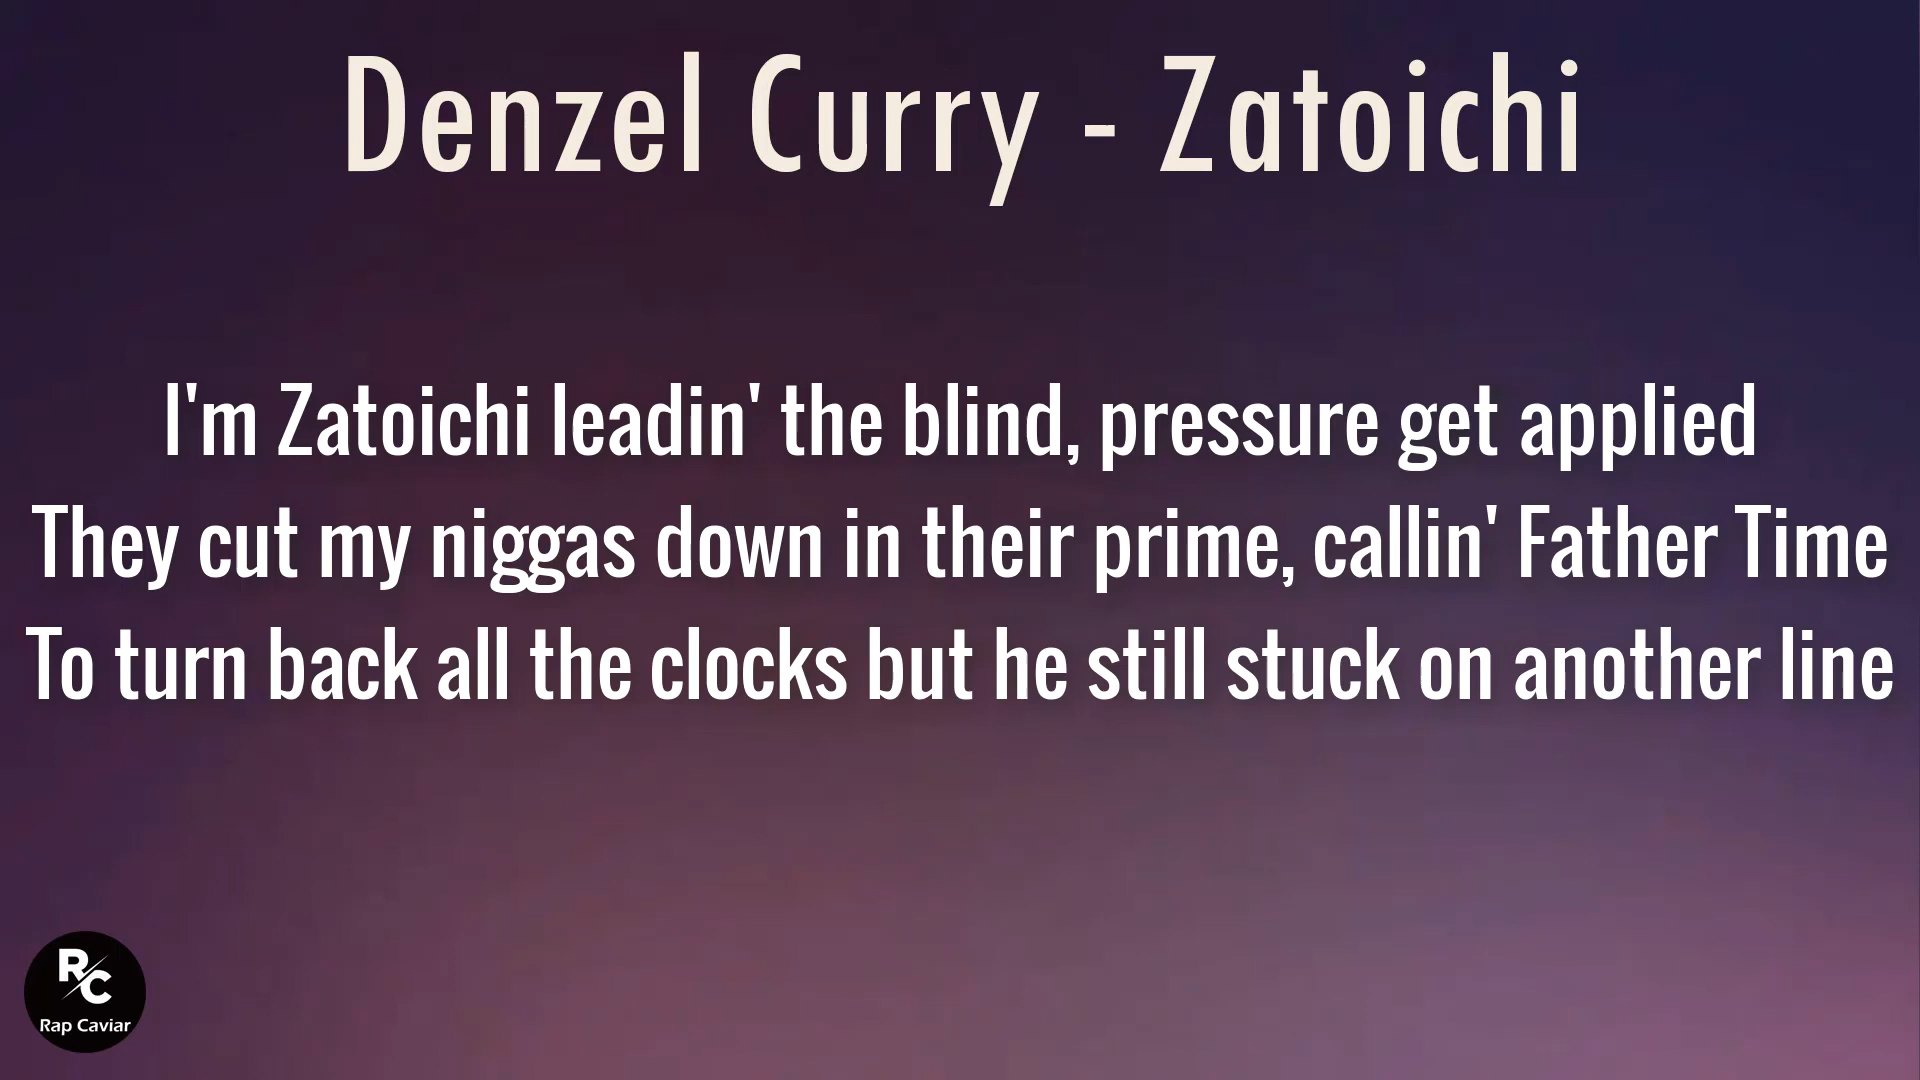 Denzel Curry - Zatoichi
I'm Zatoichi leadin' the blind, pressure get applied
They cut my niggas down in their prime, callin' Father Time
To turn back all the clocks but he still stuck on another line
RC
Rap Caviar